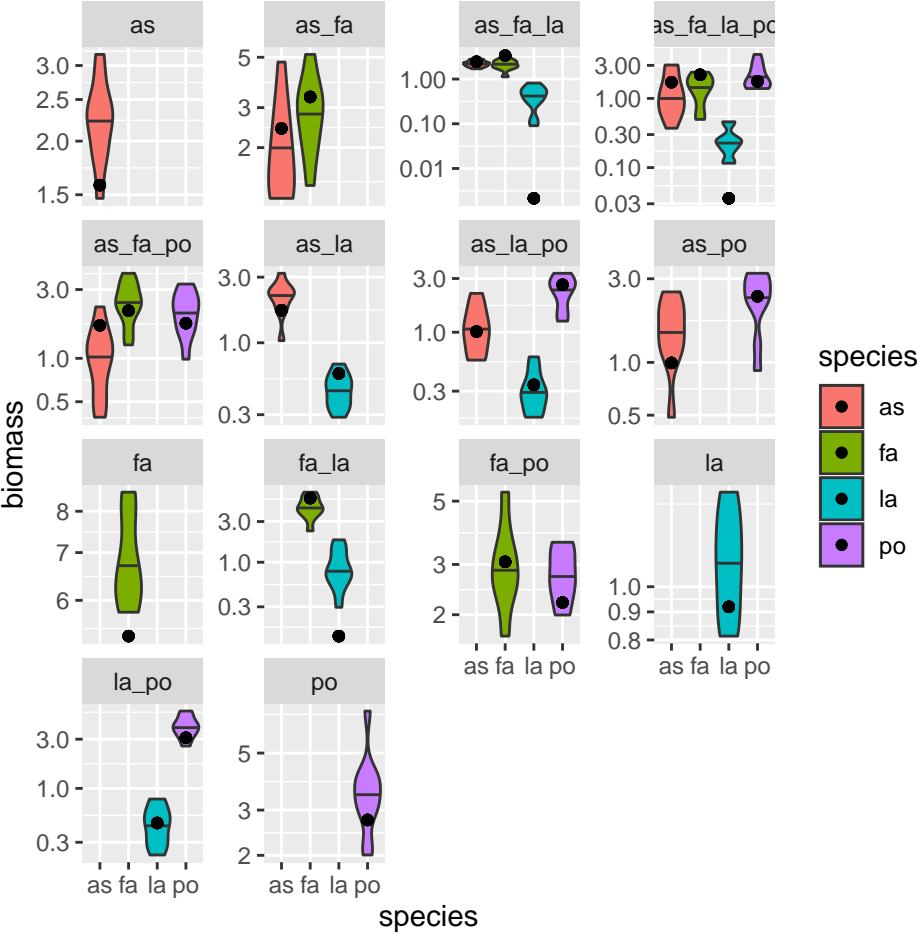 as
as_fa
as_fa_la
as_fa_la_po
3.0
2.5
2.0
1.5
5
3
2
1.00
0.10
0.01
3.00
1.00
0.30
0.10
0.03
as_fa_po
as_la
as_la_po
as_po
3.0
1.0
0.5
3.0
1.0
0.3
3.0
1.0
0.3
3.0
1.0
0.5
fa
fa_la
fa_po
la
8
7
6
3.0
1.0
0.3
5
3
2
1.0
0.9
0.8
as fa la po
as fa la po
la_po
po
3.0
1.0
0.3
5
3
2
as fa la po
as fa la po
species
biomass
species
as
fa
la
po